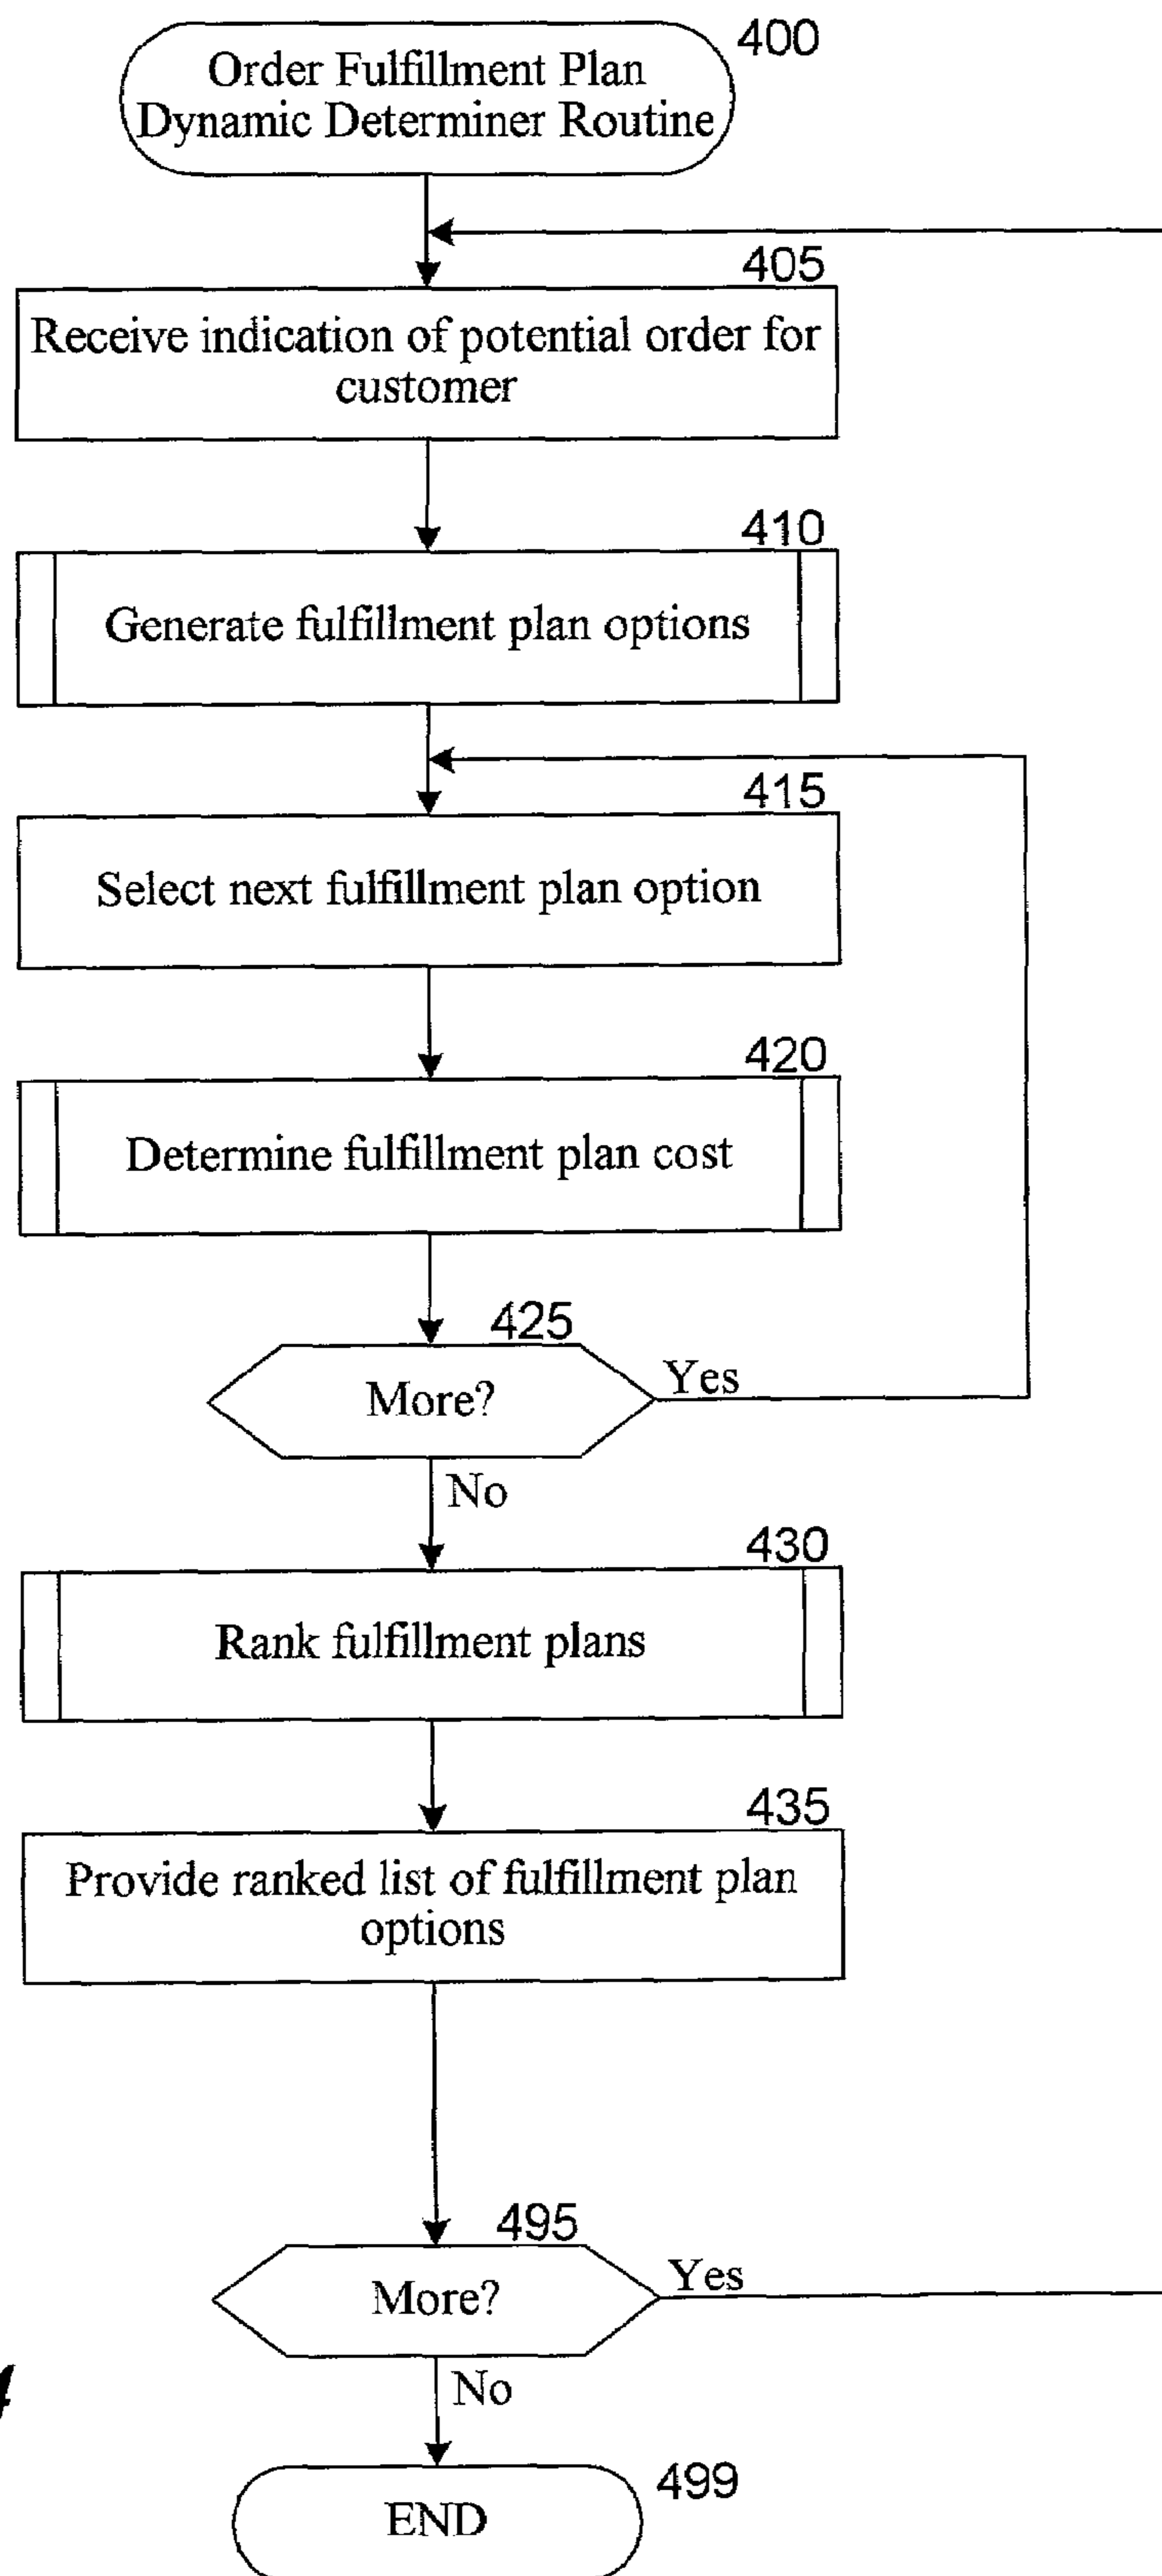 400
Order Fulfillment Plan
Dynamic Determiner Routine
405
Receive indication of potential order for
customer
410
Generate fulfillment plan options
415
Select next fulfillment plan option
420
Determine fulfillment plan cost
425
More?
Yes
No
430
Rank fulfillment plans
435
Provide ranked list of fulfillment plan
options
495
More?
Yes
No
499
END